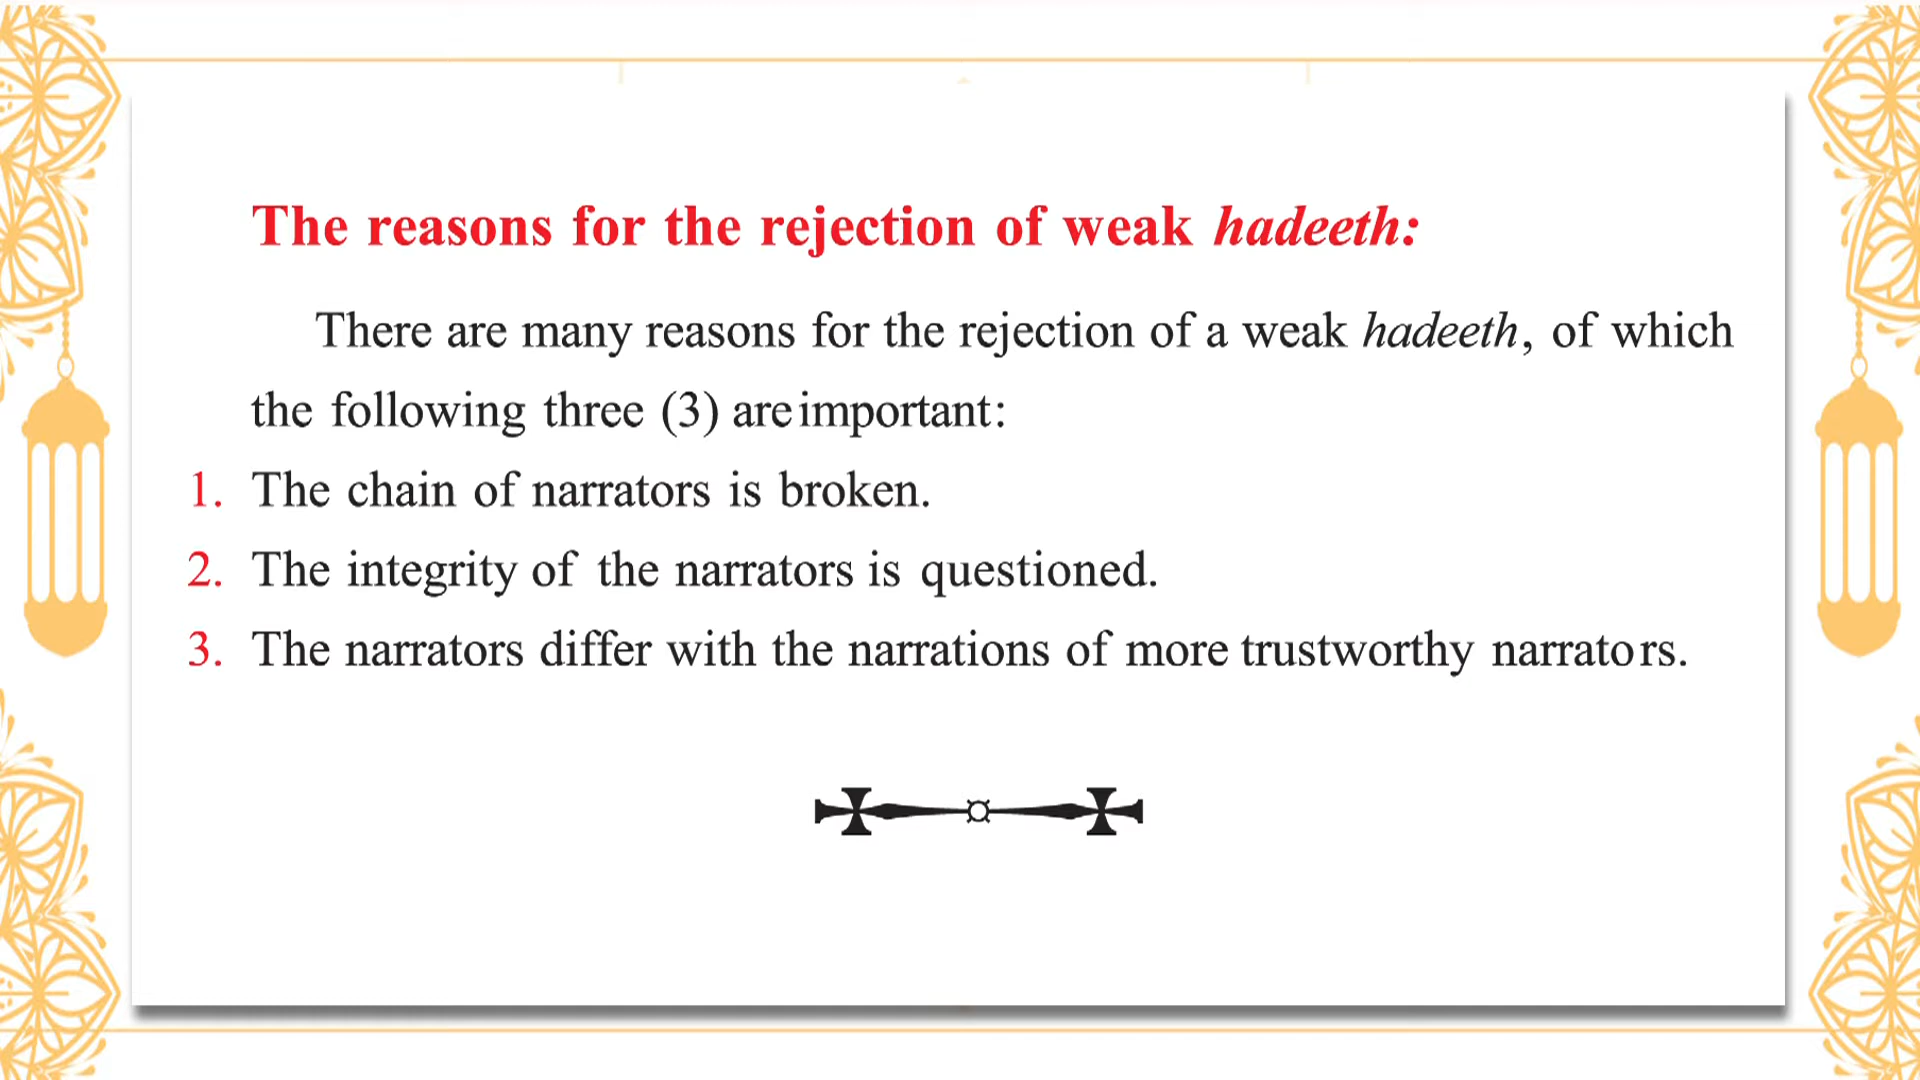 The reasons for the rejection of weak hadeeth:
There are many reasons for the rejection of a weak hadeeth, of which
the following three (3) are important:
1. The chain of narrators is broken.
2. The integrity of the narrators is questioned.
3. The narrators differ with the narrations of more trustworthy narrators.